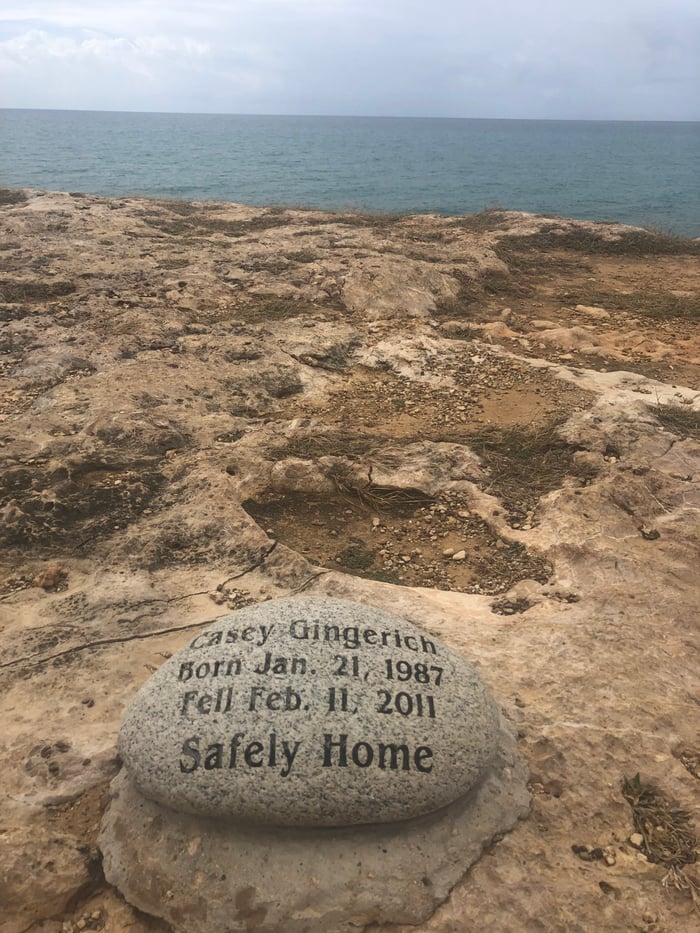 Casey Gingerich
Born Jan. 21, 1987
Fell Feb. 11, 2011
Safely Home